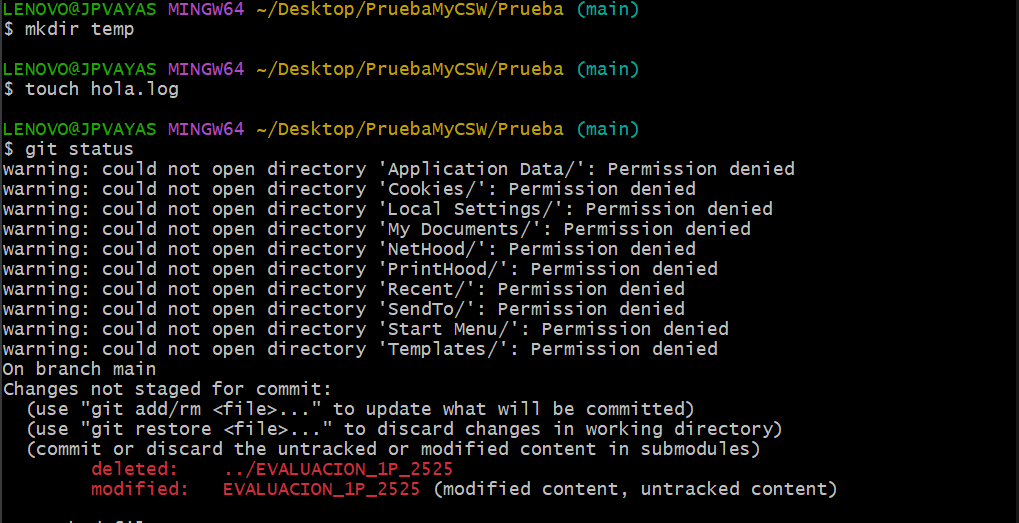 LENOVO@JPVAYAS MINGW64 ~/Desktop/PruebaMyCSW/Prueba (main)
$ mkdir temp
LENOVO@JPVAYAS MINGW64 ~/Desktop/PruebaMyCSW/Prueba (main)
$ touch hola.log
LENOVO@JPVAYAS MINGW64 ~/Desktop/PruebaMyCSW/Prueba (main)
$ git status
warning: could not open directory 'Application Data/': Permission denied
warning: could not open directory 'Cookies/': Permission denied
warning: could not open directory 'Local Settings/': Permission denied
warning: could not open directory 'My Documents/': Permission denied
warning: could not open directory 'NetHood/': Permission denied
warning: could not open directory 'PrintHood/': Permission denied
warning: could not open directory 'Recent/': Permission denied
warning: could not open directory 'SendTo/': Permission denied
warning: could not open directory 'Start Menu/': Permission denied
warning: could not open directory 'Templates/': Permission denied
On branch main
Changes not staged for commit:
  (use "git add/rm <file>..." to update what will be committed)
  (use "git restore <file>..." to discard changes in working directory)
  (commit or discard the untracked or modified content in submodules)
        deleted:    ../EVALUACION_1P_2525
        modified:   EVALUACION_1P_2525 (modified content, untracked content)